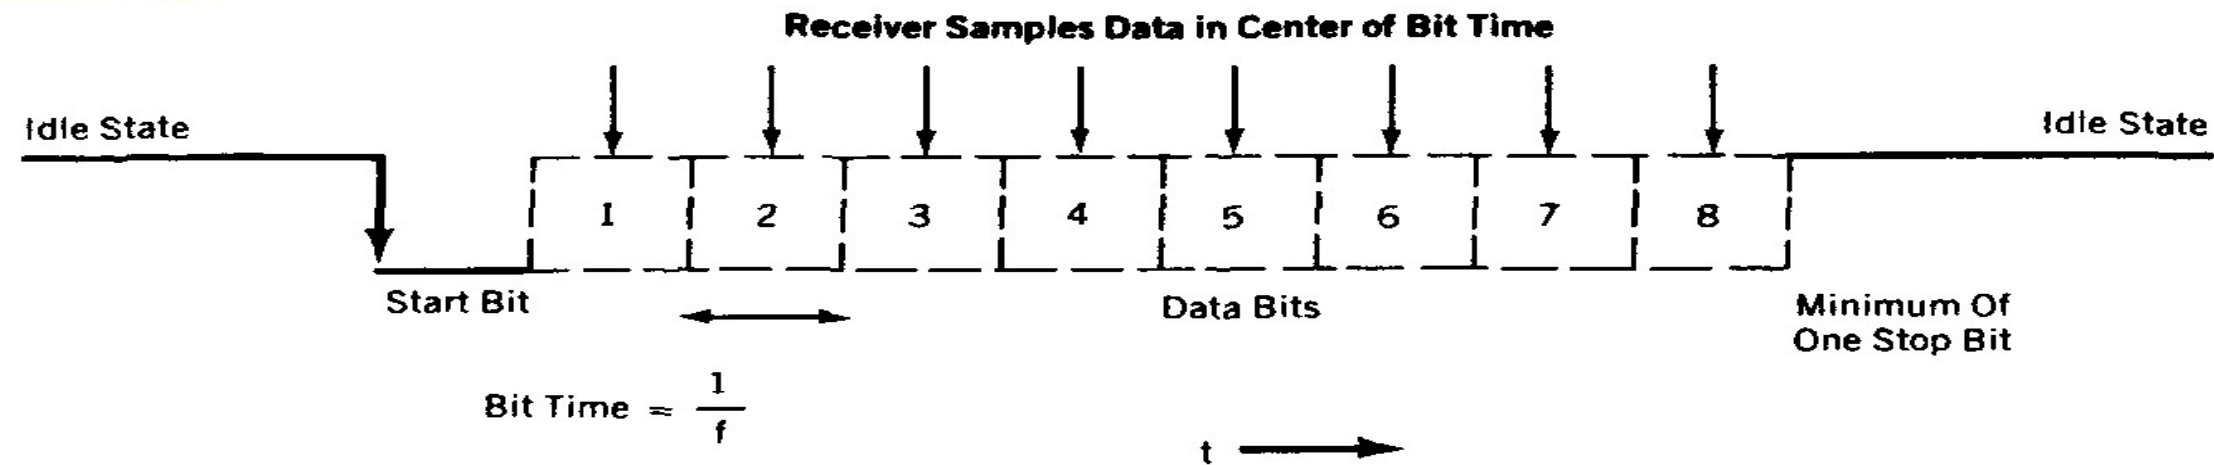 Receiver Samples Data in Center of Bit Time
Idle State
Idle State
1 2 3 4 5 6 7 8
Start Bit
Data Bits
Minimum Of
One Stop Bit
Bit Time = 1/f
t